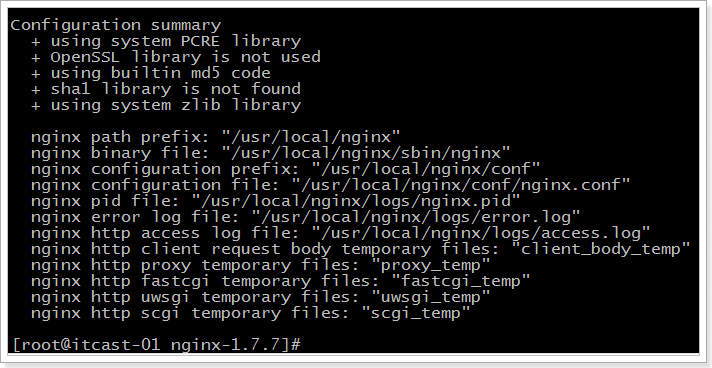 Configuration summary
+ using system PCRE library
+ OpenSSL library is not used
+ using builtin md5 code
+ sha1 library is not found
+ using system zlib library
nginx path prefix: "/usr/local/nginx"
nginx binary file: "/usr/local/nginx/sbin/nginx"
nginx configuration prefix: "/usr/local/nginx/conf"
nginx configuration file: "/usr/local/nginx/conf/nginx.conf"
nginx pid file: "/usr/local/nginx/logs/nginx.pid"
nginx error log file: "/usr/local/nginx/logs/error.log"
nginx http access log file: "/usr/local/nginx/logs/access.log"
nginx http client request body temporary files: "client_body_temp"
nginx http proxy temporary files: "proxy_temp"
nginx http fastcgi temporary files: "fastcgi_temp"
nginx http uwsgi temporary files: "uwsgi_temp"
nginx http scgi temporary files: "scgi_temp"
[root@itcast-01 nginx-1.7.7]#